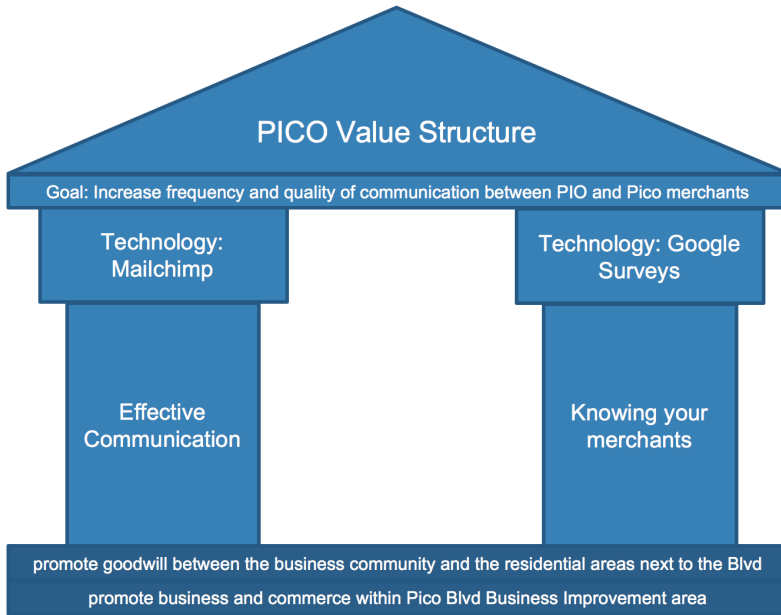 PICO Value Structure
Goal: Increase frequency and quality of communication between PIO and Pico merchants
Technology:
Mailchimp
Technology: Google
Surveys
Effective
Communication
Knowing your
merchants
promote goodwill between the business community and the residential areas next to the Blvd
promote business and commerce within Pico Blvd Business Improvement area